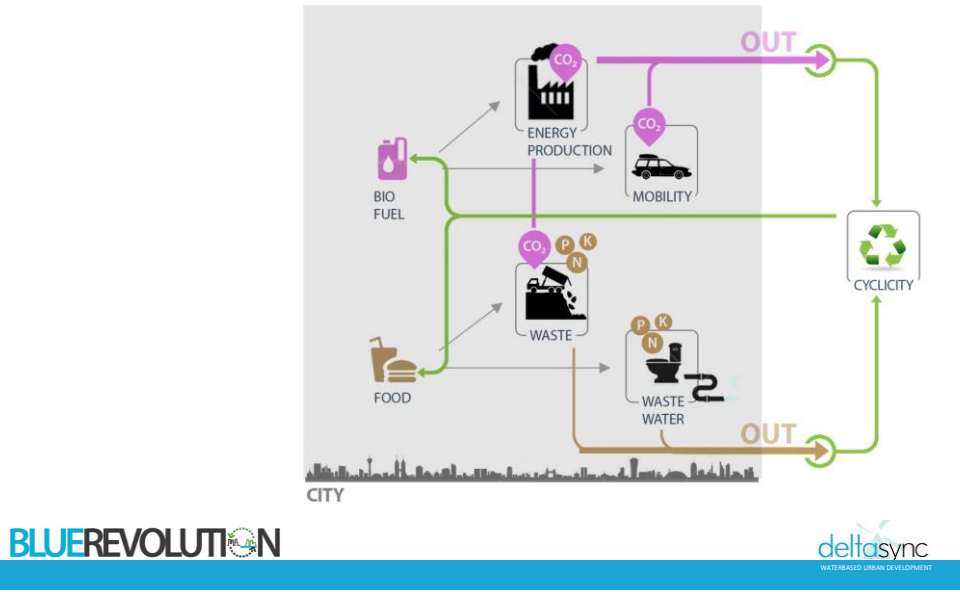 OUT
CO₂
ENERGY
PRODUCTION
CO₂
MOBILITY
BIO
FUEL
CO₂
P
K
N
WASTE
CYCLICITY
P
K
N
FOOD
WASTE
WATER
OUT
CITY
BLUEREVOLUTION
deltasync
WATERBASED URBAN DEVELOPMENT